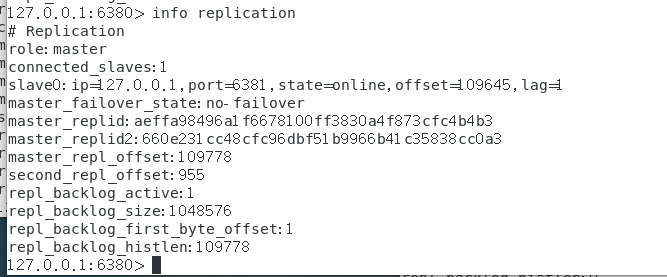 127.0.0.1:6380> info replication
# Replication
role:master
connected_slaves:1
slave0:ip=127.0.0.1,port=6381,state=online,offset=109645,lag=1
master_failover_state:no-failover
master_replid:aeffa98496a1f6678100ff3830a4f873cfc4b4b3
master_replid2:660e231cc48cfc96dbf51b9966b41c35838cc0a3
master_repl_offset:109778
second_repl_offset:955
repl_backlog_active:1
repl_backlog_size:1048576
repl_backlog_first_byte_offset:1
repl_backlog_histlen:109778
127.0.0.1:6380>